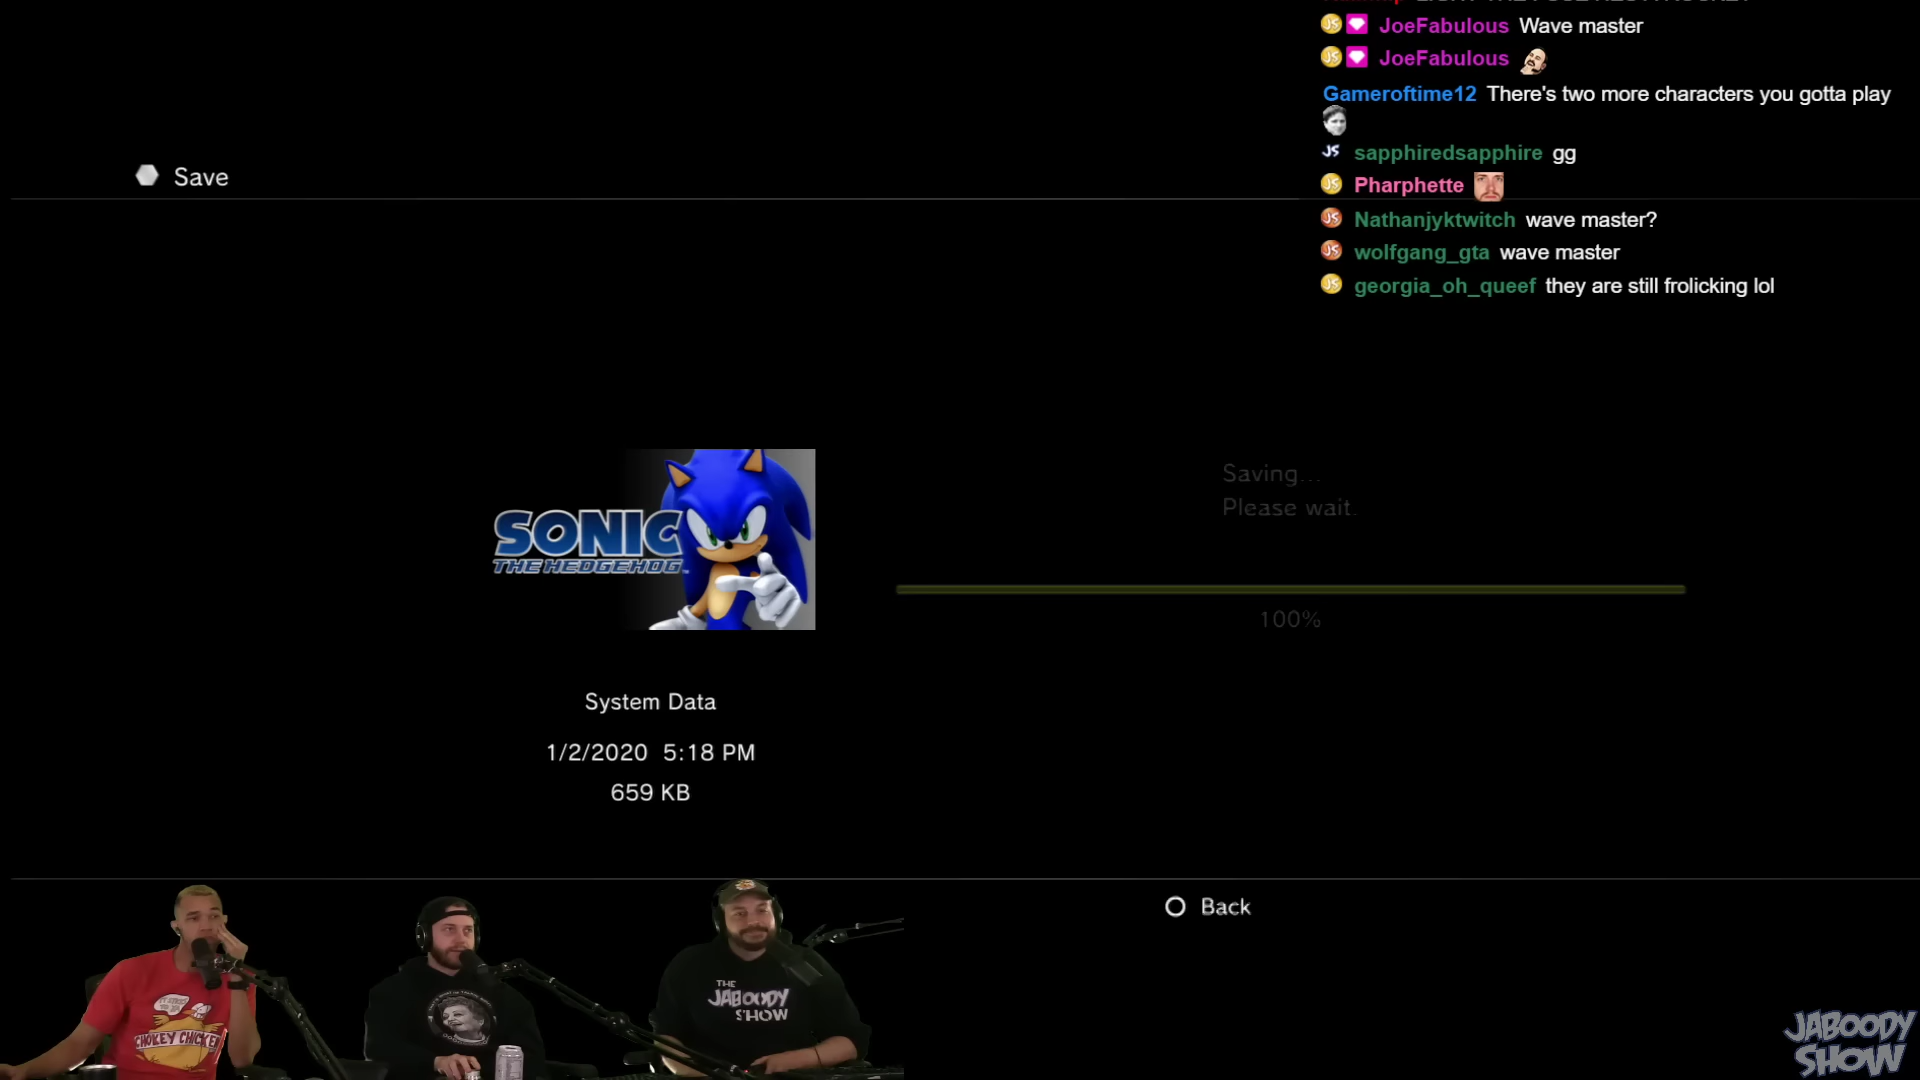 JoeFabulous Wave master
JoeFabulous
Gameroftime12 There's two more characters you gotta play
sapphiredsapphire gg
Pharphette
Nathanjyktwitch wave master?
wolfgang_gta wave master
georgia_oh_queef they are still frolicking lol
Save
SONIC
THE HEDGEHOG
Saving...
Please wait.
100%
System Data
1/2/2020 5:18 PM
659 KB
Back
CHOKEY CHICKEN
THE
JABOODY
SHOW
JABOODY
SHOW